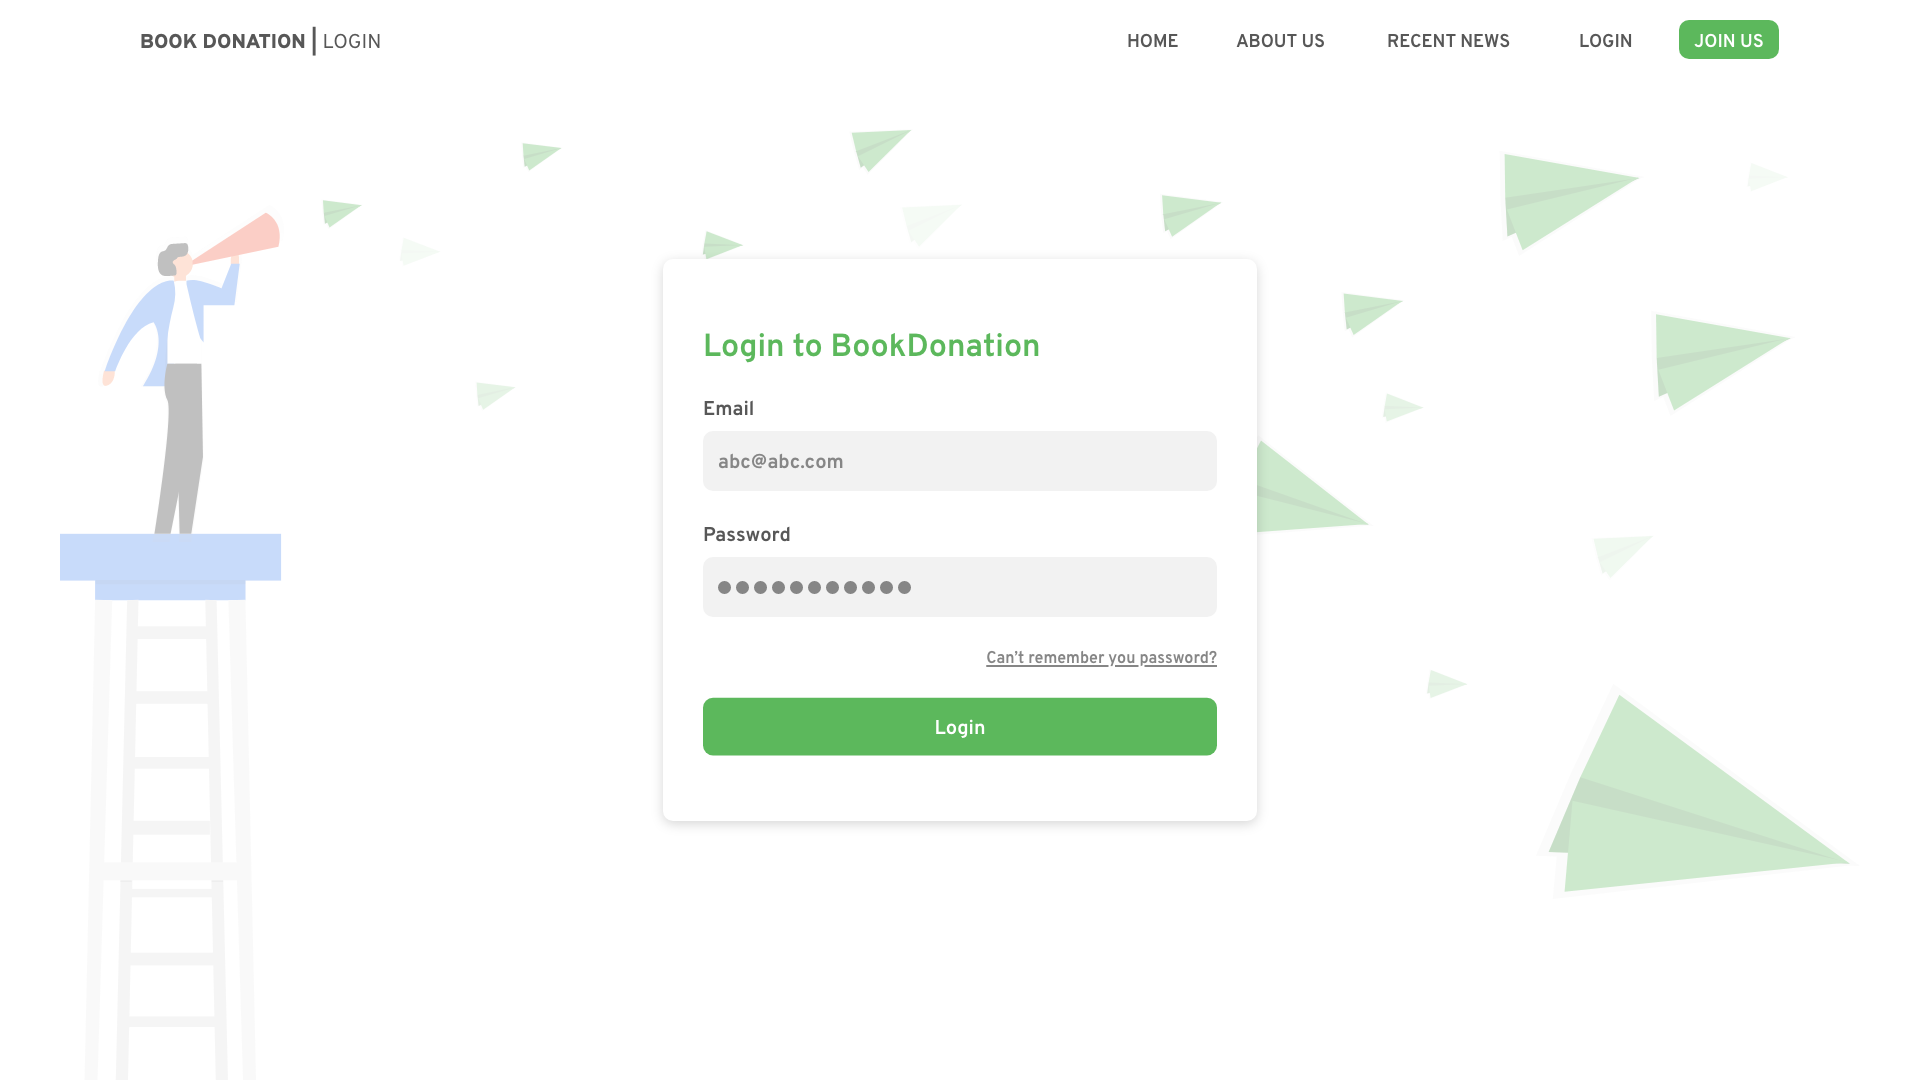 BOOK DONATION | LOGIN
HOME ABOUT US RECENT NEWS LOGIN JOIN US
Login to BookDonation
Email
abc@abc.com
Password
●●●●●●●●●●●
Can't remember you password?
Login